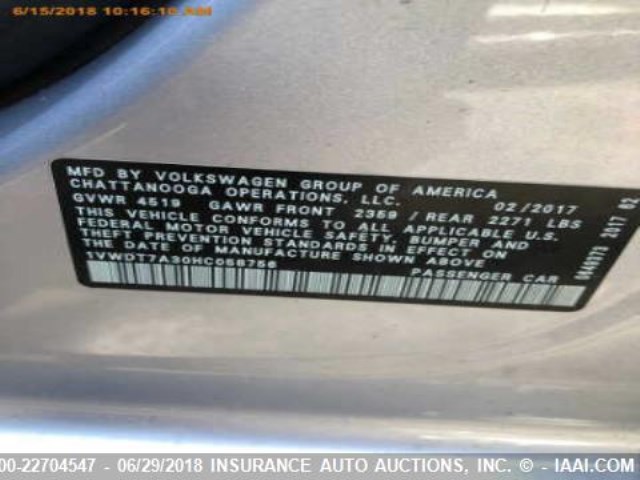 6/15/2018 10:16:10 AM
MFD BY VOLKSWAGEN GROUP OF AMERICA
CHATTANOOGA OPERATIONS, LLC. 02/2017
GVWR 4519 GAWR FRONT 2359 / REAR 2271 LBS
THIS VEHICLE CONFORMS TO ALL APPLICABLE U.S.
FEDERAL MOTOR VEHICLE SAFETY, BUMPER AND
THEFT PREVENTION STANDARDS IN EFFECT ON
THE DATE OF MANUFACTURE SHOWN ABOVE
1VWDT7A30HC058756 PASSENGER CAR
2017 02
00-22704547 - 06/29/2018 INSURANCE AUTO AUCTIONS, INC. © - IAAI.COM